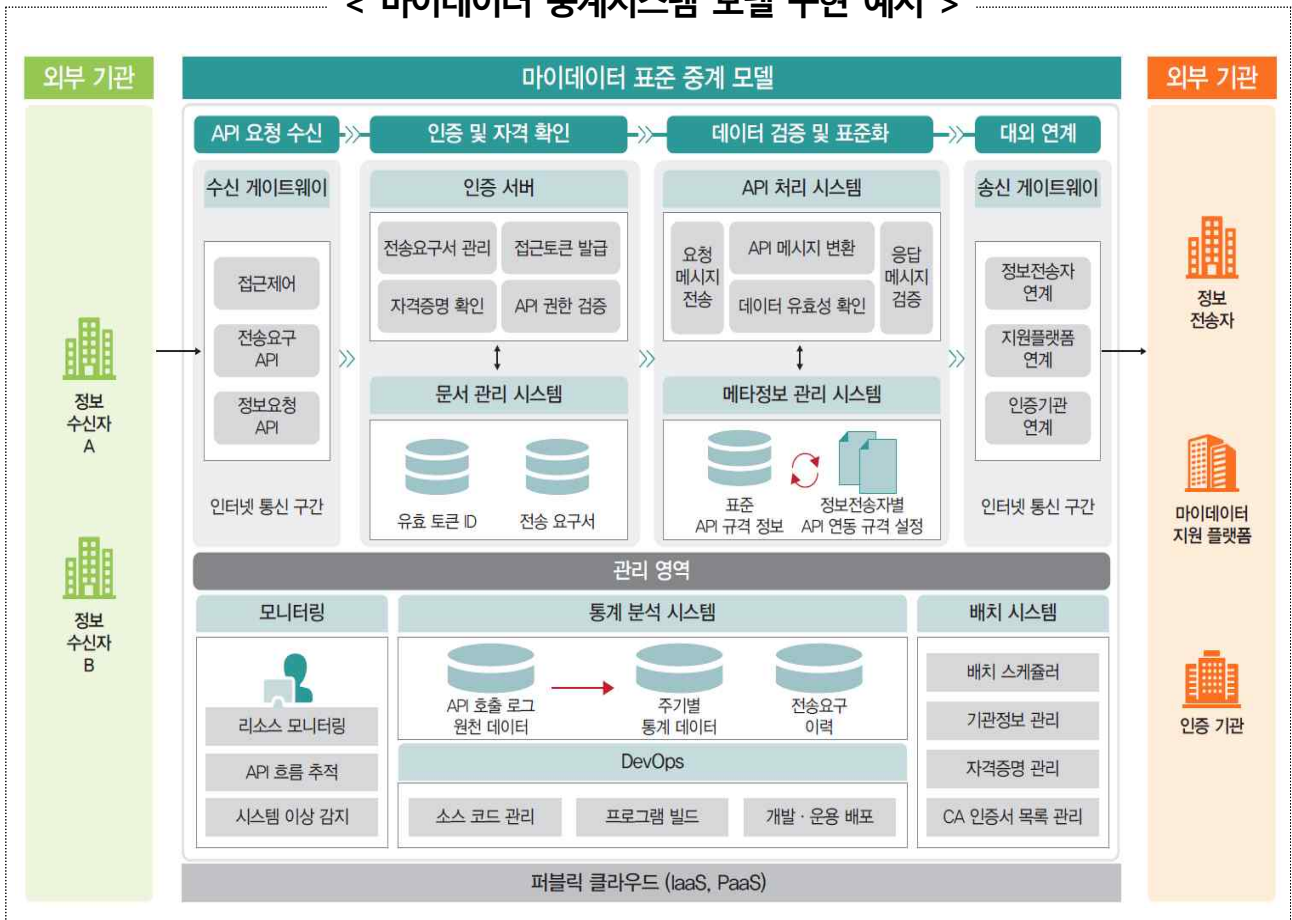 < 마이데이터 중계시스템 모델 구현 예시 >
외부 기관
정보
수신자
A
정보
수신자
B
마이데이터 표준 중계 모델
API 요청 수신
인증 및 자격 확인
데이터 검증 및 표준화
대외 연계
수신 게이트웨이
접근제어
전송요구
API
정보요청
API
인터넷 통신 구간
인증 서버
전송요구서 관리
접근토큰 발급
자격증명 확인
API 권한 검증
문서 관리 시스템
유효 토큰 ID
전송 요구서
API 처리 시스템
요청
메시지
전송
API 메시지 변환
데이터 유효성 확인
응답
메시지
검증
메타정보 관리 시스템
표준
API 규격 정보
정보전송자별
API 연동 규격 설정
송신 게이트웨이
정보전송자
연계
지원플랫폼
연계
인증기관
연계
인터넷 통신 구간
관리 영역
모니터링
리소스 모니터링
API 흐름 추적
시스템 이상 감지
통계 분석 시스템
API 호출 로그
원천 데이터
주기별
통계 데이터
전송요구
이력
DevOps
소스 코드 관리
프로그램 빌드
개발 · 운용 배포
배치 시스템
배치 스케쥴러
기관정보 관리
자격증명 관리
CA 인증서 목록 관리
퍼블릭 클라우드 (IaaS, PaaS)
외부 기관
정보
전송자
마이데이터
지원 플랫폼
인증 기관